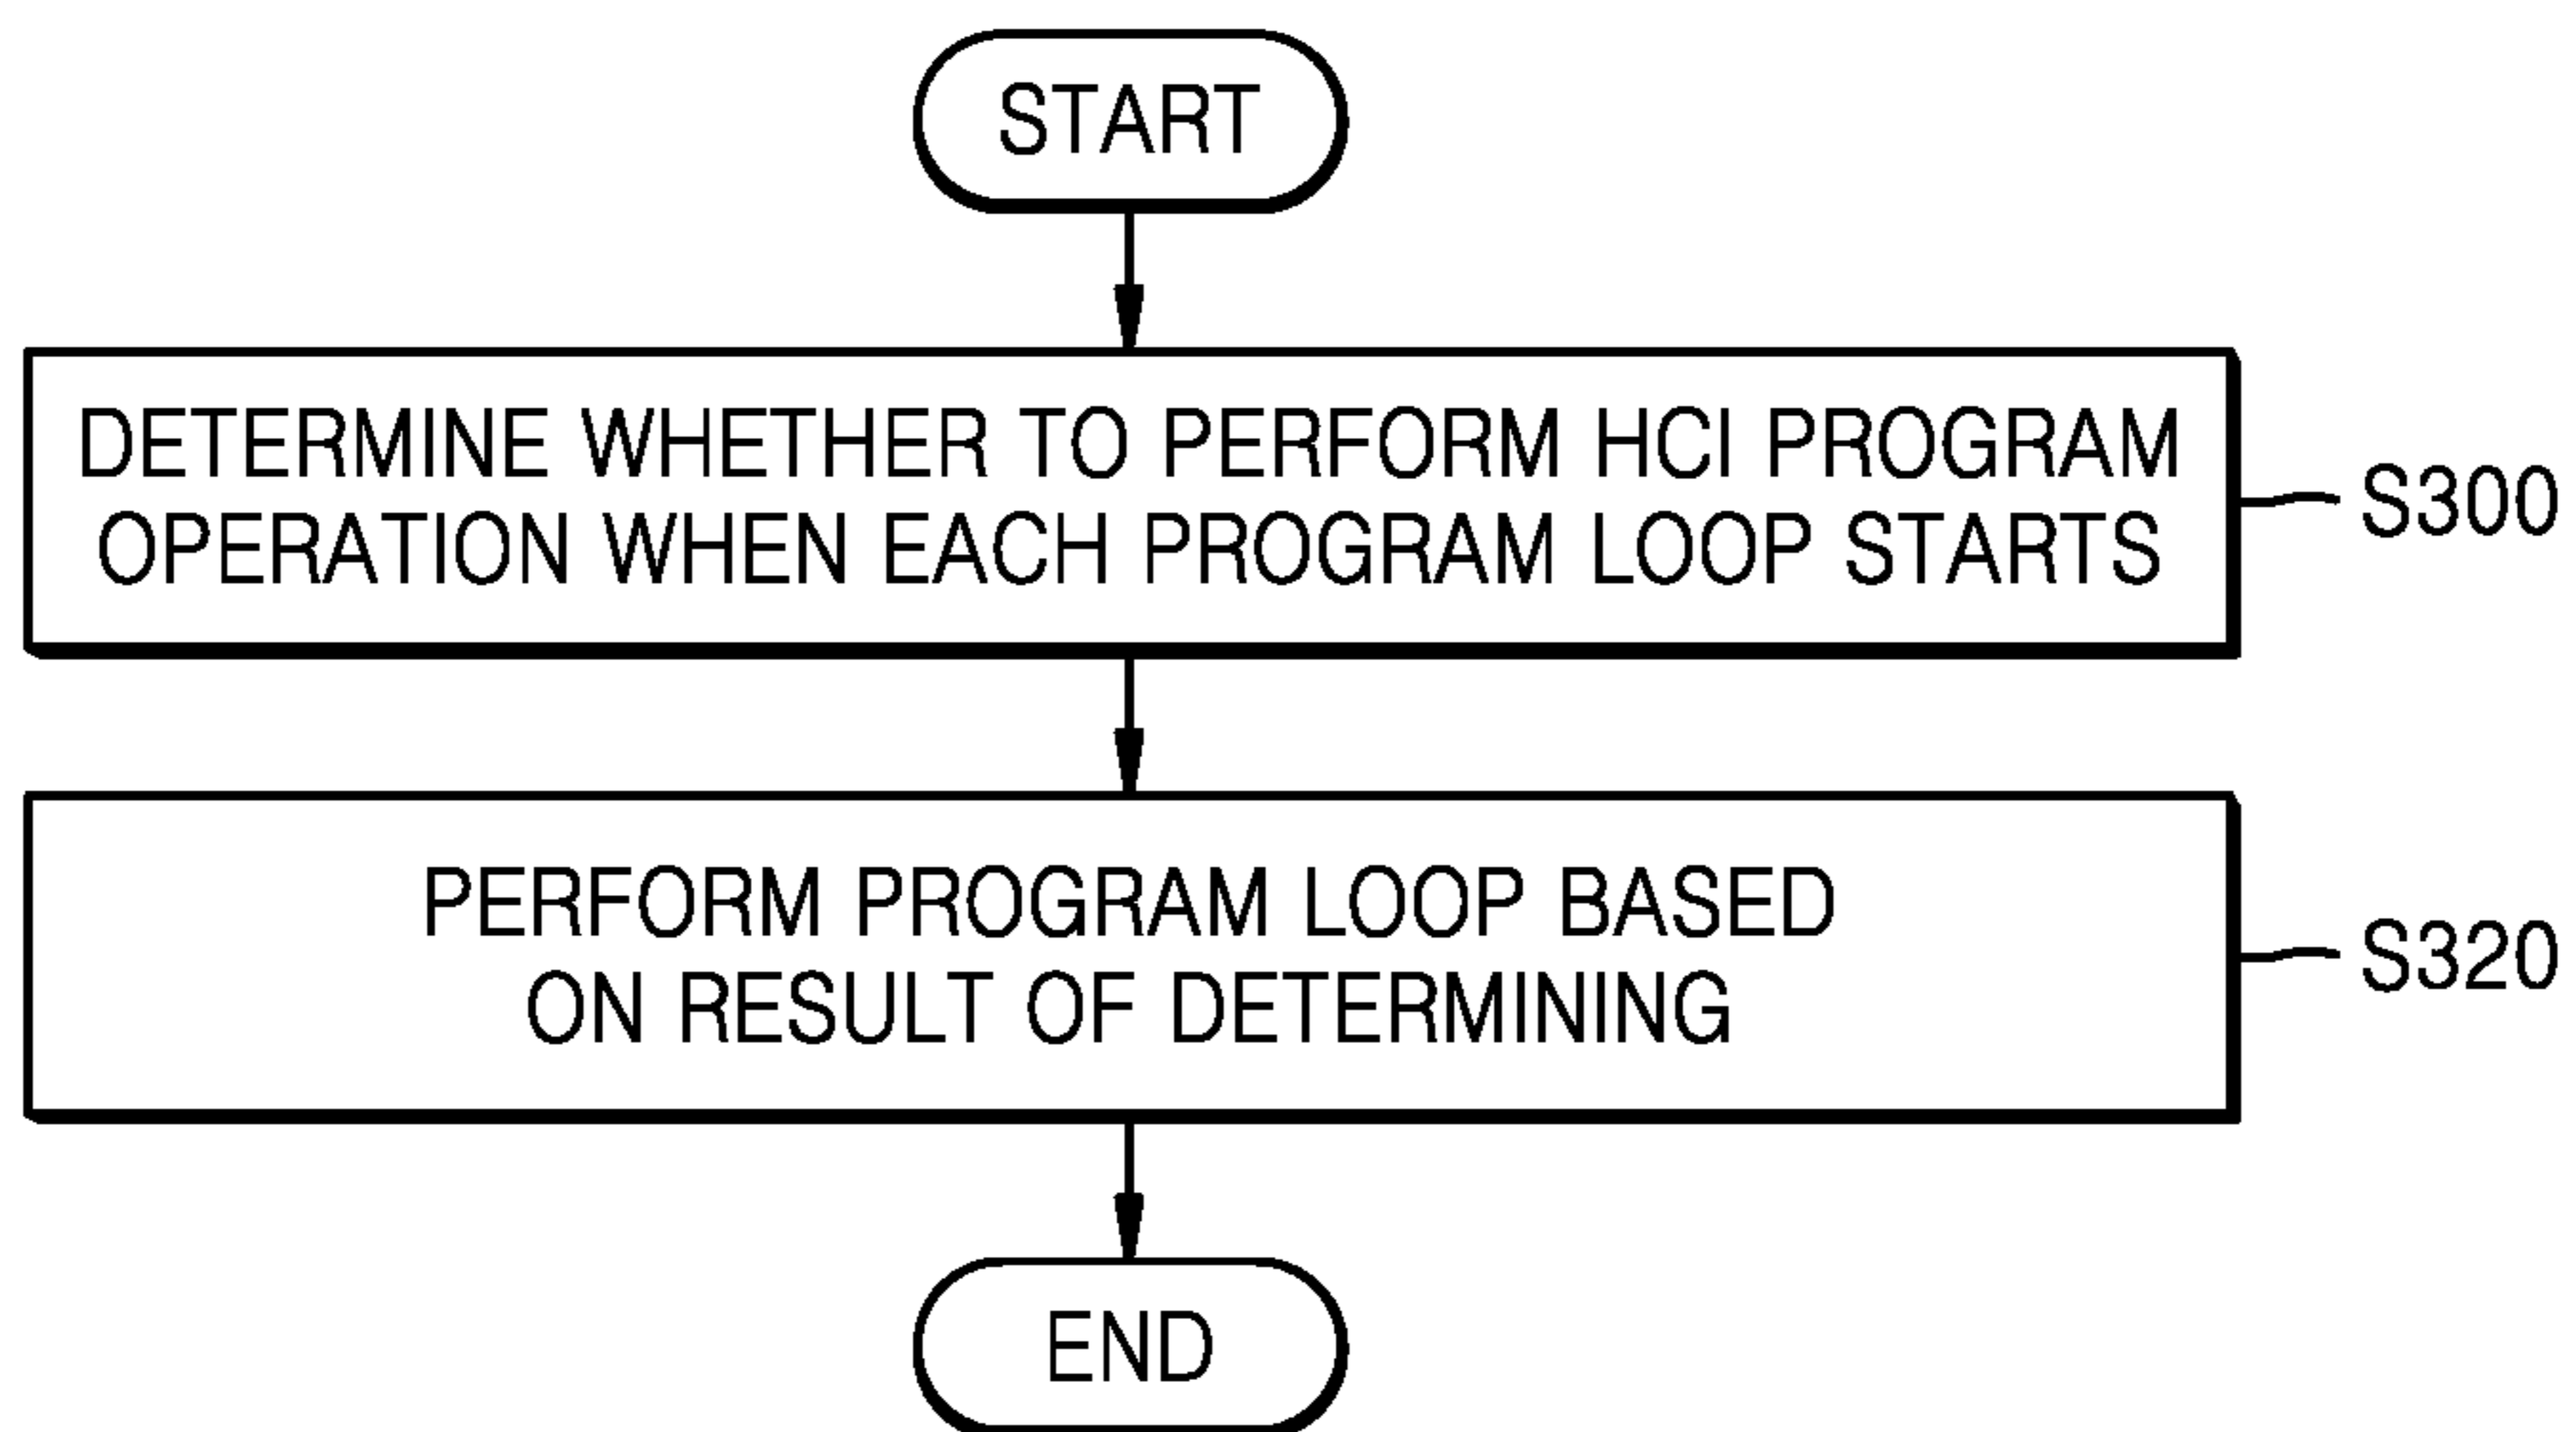 START
DETERMINE WHETHER TO PERFORM HCI PROGRAM
OPERATION WHEN EACH PROGRAM LOOP STARTS
S300
PERFORM PROGRAM LOOP BASED
ON RESULT OF DETERMINING
S320
END